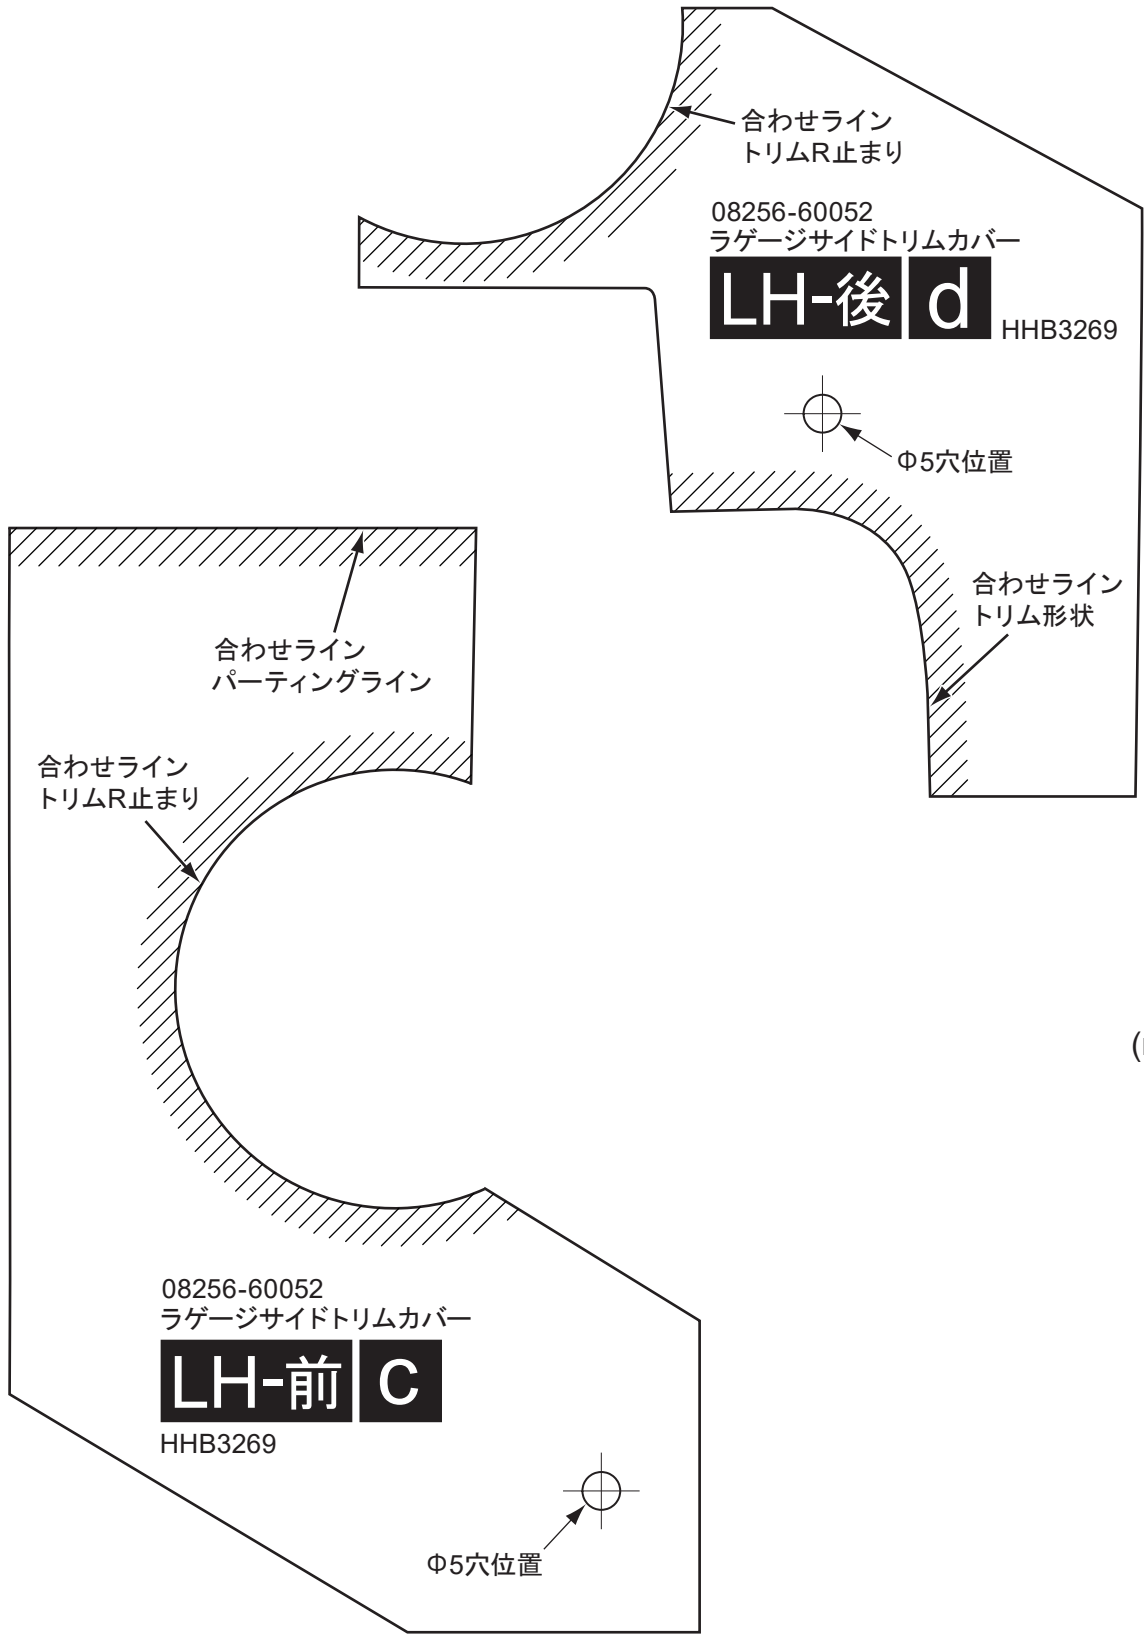 合わせライン
トリムR止まり
08256-60052
ラゲージサイドトリムカバー
LH-後 d
HHB3269
Φ5穴位置
合わせライン
トリム形状
合わせライン
パーティングライン
合わせライン
トリムR止まり
08256-60052
ラゲージサイドトリムカバー
LH-前 c
HHB3269
Φ5穴位置